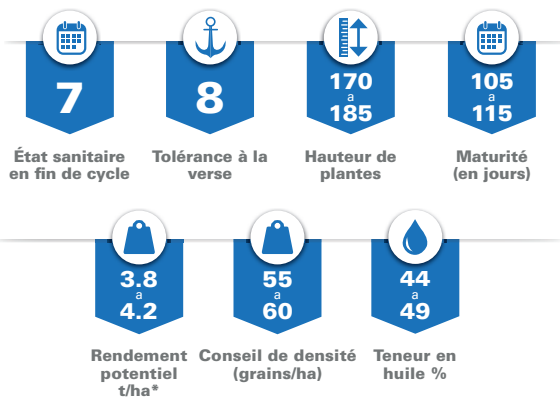 7
État sanitaire
en fin de cycle
8
Tolérance à la
verse
170
a
185
Hauteur de
plantes
105
a
115
Maturité
(en jours)
3.8
a
4.2
Rendement
potentiel
t/ha*
55
a
60
Conseil de densité
(grains/ha)
44
a
49
Teneur en
huile %